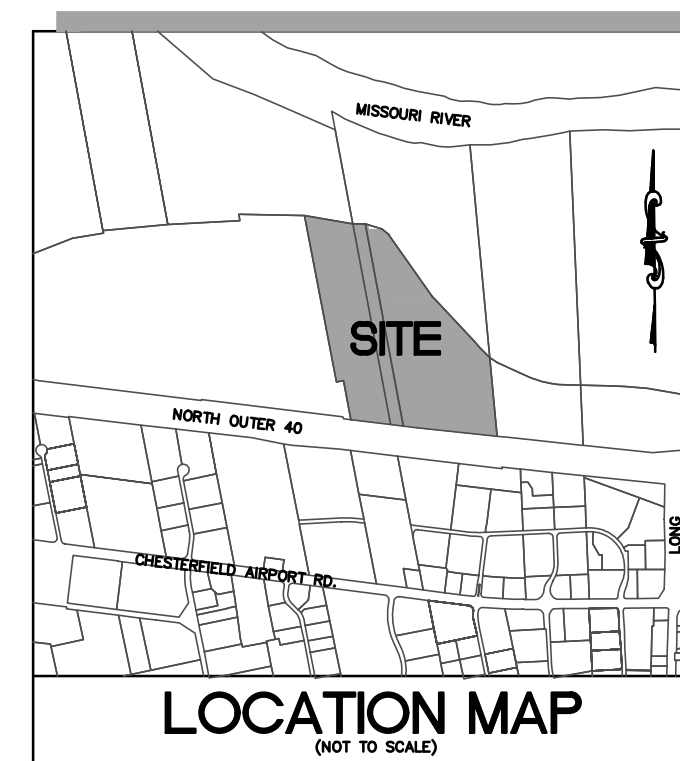 MISSOURI RIVER
SITE
NORTH OUTER 40
LONG
CHESTERFIELD AIRPORT RD.
LOCATION MAP
(NOT TO SCALE)